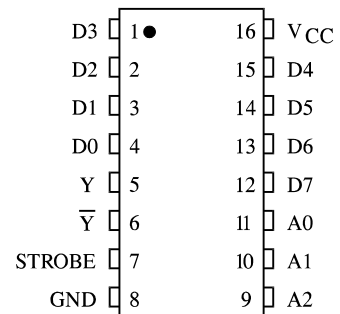 D3 1 16 VCC
D2 2 15 D4
D1 3 14 D5
D0 4 13 D6
Y 5 12 D7
Y̅ 6 11 A0
STROBE 7 10 A1
GND 8 9 A2